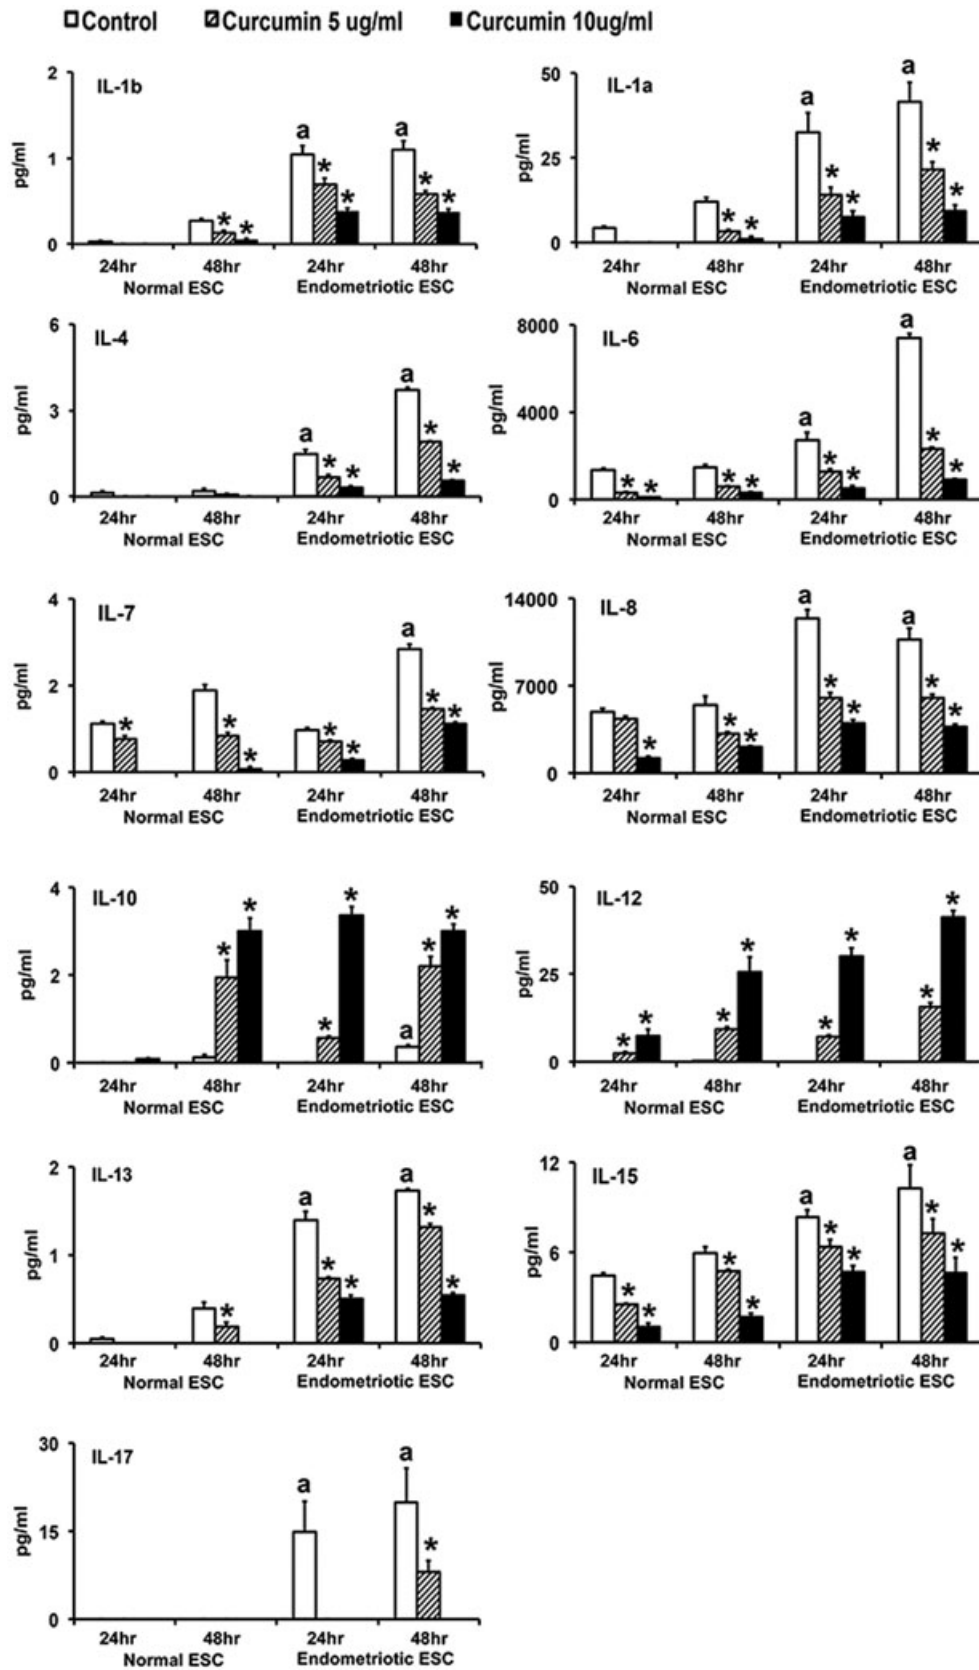 Control Curcumin 5 ug/ml Curcumin 10ug/ml
IL-1b
2
1
0
pg/ml
a
*
*
a
*
*
*
*
24hr 48hr 24hr 48hr
Normal ESC Endometriotic ESC
IL-1a
50
25
0
pg/ml
a
*
*
a
*
*
*
*
24hr 48hr 24hr 48hr
Normal ESC Endometriotic ESC
IL-4
6
3
0
pg/ml
a
*
*
a
*
*
24hr 48hr 24hr 48hr
Normal ESC Endometriotic ESC
IL-6
8000
4000
0
pg/ml
*
*
*
*
a
*
*
a
*
*
24hr 48hr 24hr 48hr
Normal ESC Endometriotic ESC
IL-7
4
2
0
pg/ml
*
*
*
*
*
a
*
*
24hr 48hr 24hr 48hr
Normal ESC Endometriotic ESC
IL-8
14000
7000
0
pg/ml
*
*
*
a
*
*
a
*
*
24hr 48hr 24hr 48hr
Normal ESC Endometriotic ESC
IL-10
4
2
0
pg/ml
*
*
*
*
a
*
*
24hr 48hr 24hr 48hr
Normal ESC Endometriotic ESC
IL-12
50
25
0
pg/ml
*
*
*
*
*
*
*
*
24hr 48hr 24hr 48hr
Normal ESC Endometriotic ESC
IL-13
2
1
0
pg/ml
*
a
*
*
a
*
*
24hr 48hr 24hr 48hr
Normal ESC Endometriotic ESC
IL-15
12
6
0
pg/ml
*
*
*
*
a
*
*
a
*
*
24hr 48hr 24hr 48hr
Normal ESC Endometriotic ESC
IL-17
30
15
0
pg/ml
a
a
*
24hr 48hr 24hr 48hr
Normal ESC Endometriotic ESC